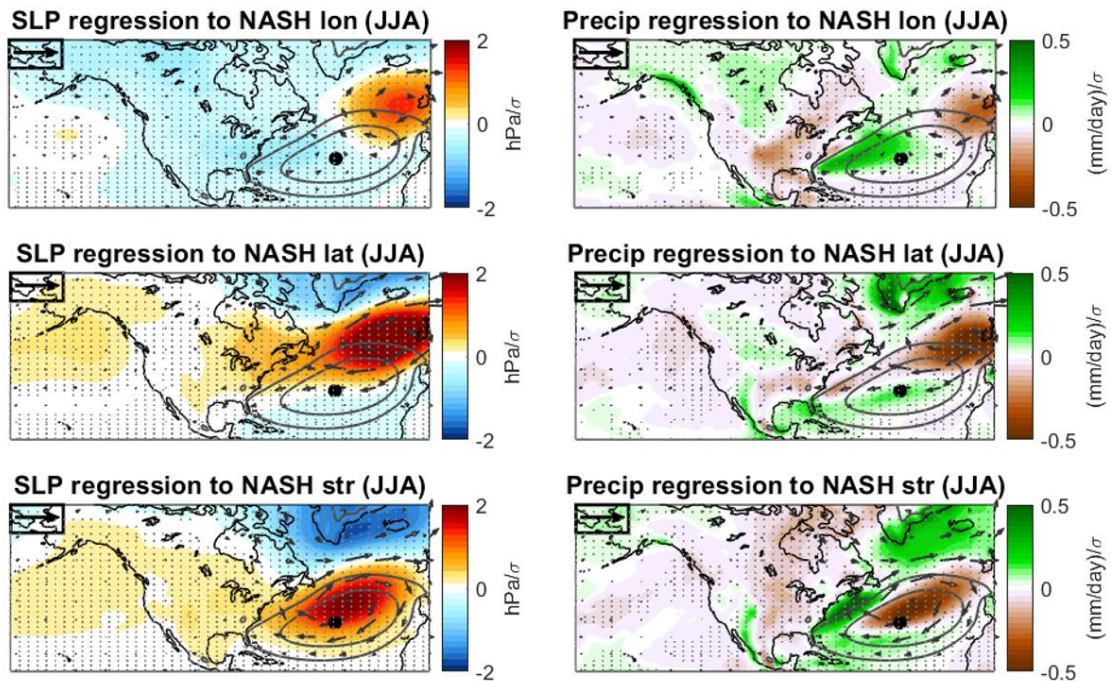 SLP regression to NASH lon (JJA)
2
0
-2
hPa/σ
Precip regression to NASH lon (JJA)
0.5
0
-0.5
(mm/day)/σ
SLP regression to NASH lat (JJA)
2
0
-2
hPa/σ
Precip regression to NASH lat (JJA)
0.5
0
-0.5
(mm/day)/σ
SLP regression to NASH str (JJA)
2
0
-2
hPa/σ
Precip regression to NASH str (JJA)
0.5
0
-0.5
(mm/day)/σ